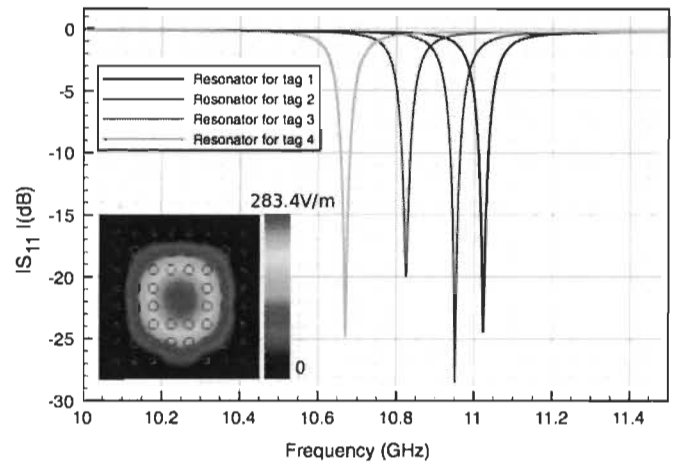 0
-5
-10
-15
-20
-25
-30
|S11 |(dB)
Resonator for tag 1
Resonator for tag 2
Resonator for tag 3
Resonator for tag 4
283.4V/m
0
10 10.2 10.4 10.6 10.8 11 11.2 11.4
Frequency (GHz)